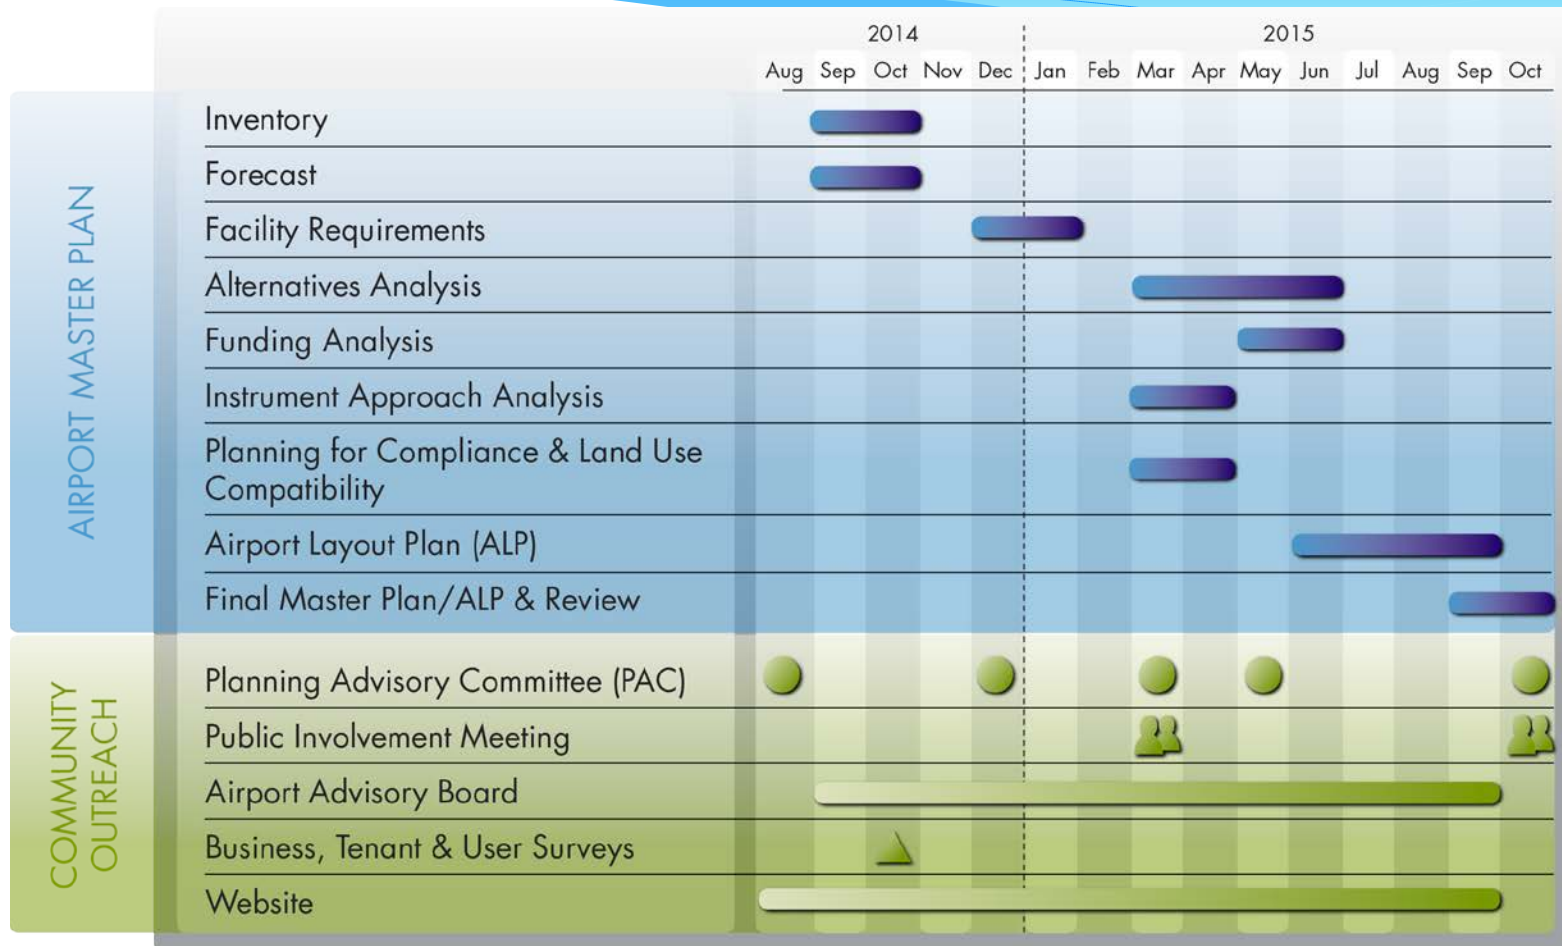 2014 2015
Aug Sep Oct Nov Dec Jan Feb Mar Apr May Jun Jul Aug Sep Oct
AIRPORT MASTER PLAN
Inventory
Forecast
Facility Requirements
Alternatives Analysis
Funding Analysis
Instrument Approach Analysis
Planning for Compliance & Land Use
Compatibility
Airport Layout Plan (ALP)
Final Master Plan/ALP & Review
COMMUNITY
OUTREACH
Planning Advisory Committee (PAC)
Public Involvement Meeting
Airport Advisory Board
Business, Tenant & User Surveys
Website